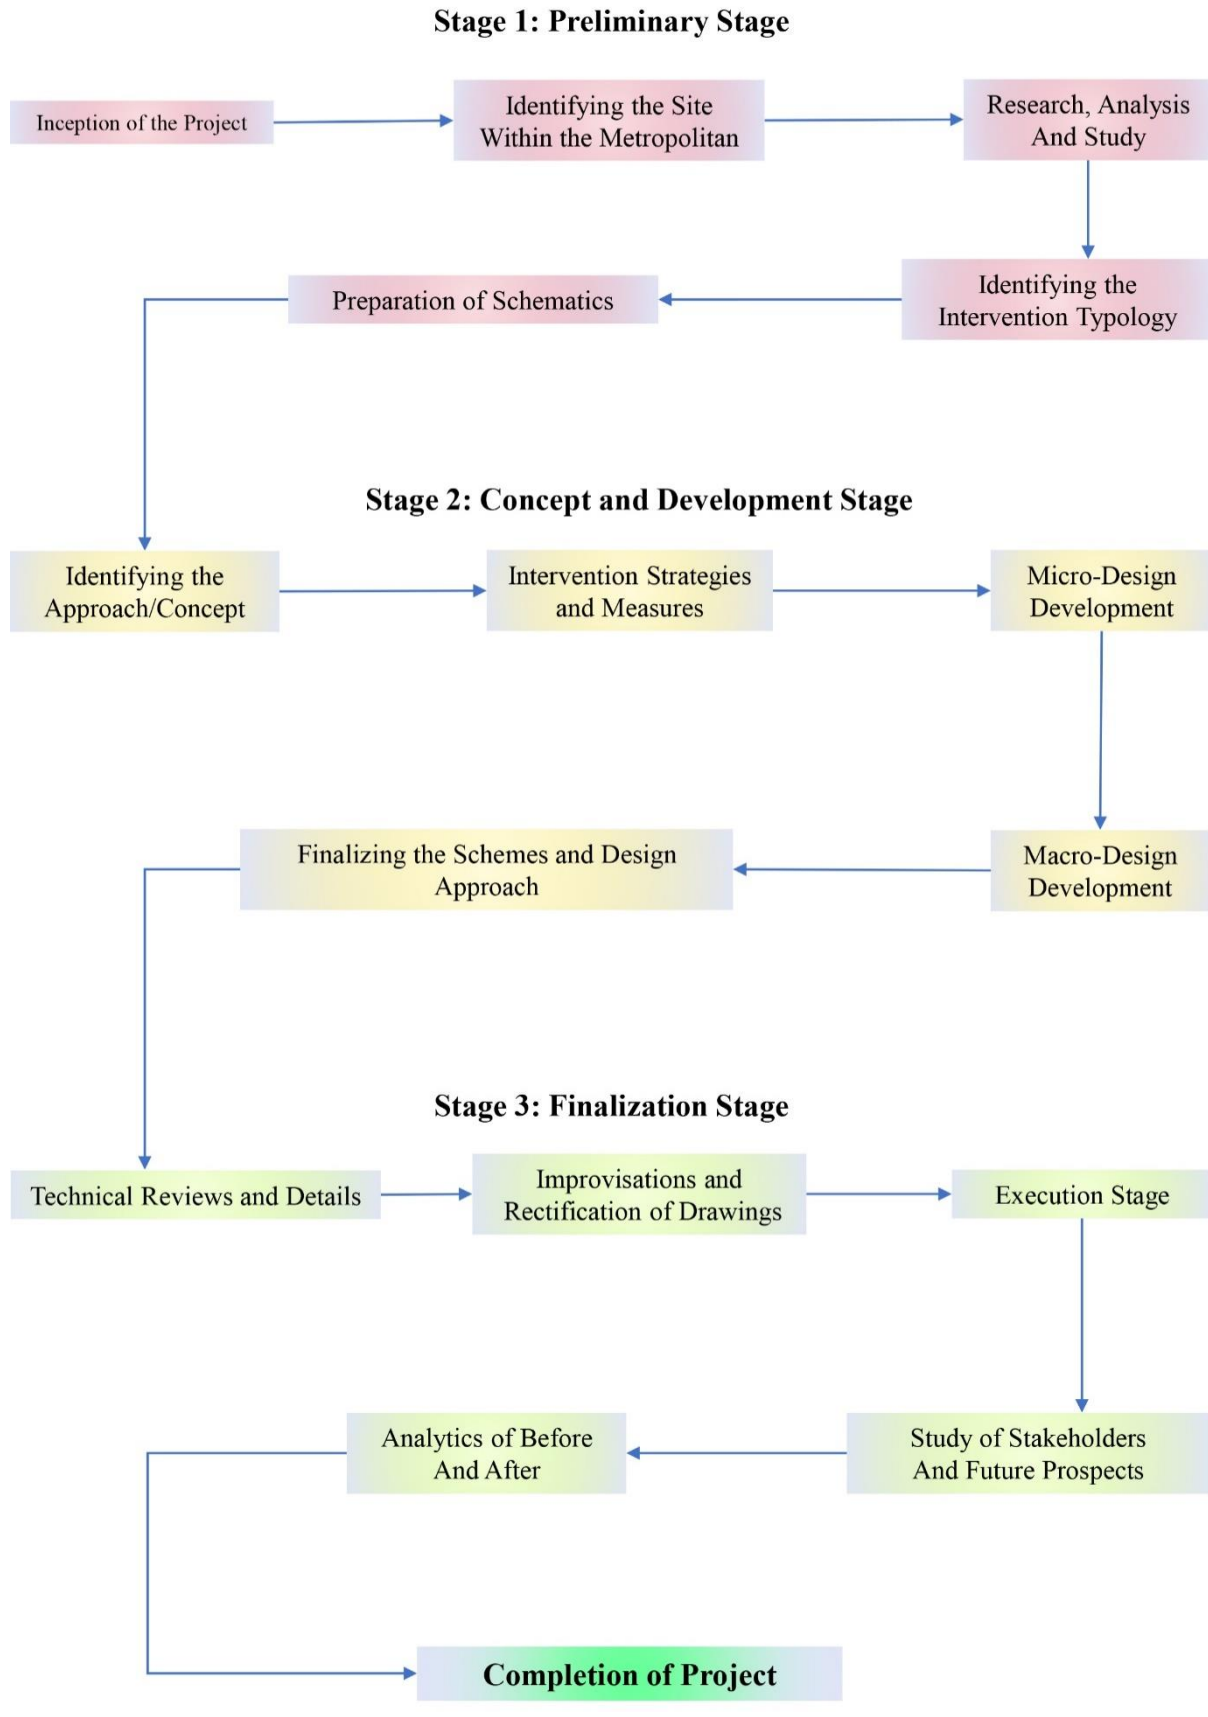 Stage 1: Preliminary Stage
Inception of the Project
Identifying the Site
Within the Metropolitan
Research, Analysis
And Study
Identifying the
Intervention Typology
Preparation of Schematics
Stage 2: Concept and Development Stage
Identifying the
Approach/Concept
Intervention Strategies
and Measures
Micro-Design
Development
Macro-Design
Development
Finalizing the Schemes and Design
Approach
Stage 3: Finalization Stage
Technical Reviews and Details
Improvisations and
Rectification of Drawings
Execution Stage
Study of Stakeholders
And Future Prospects
Analytics of Before
And After
Completion of Project